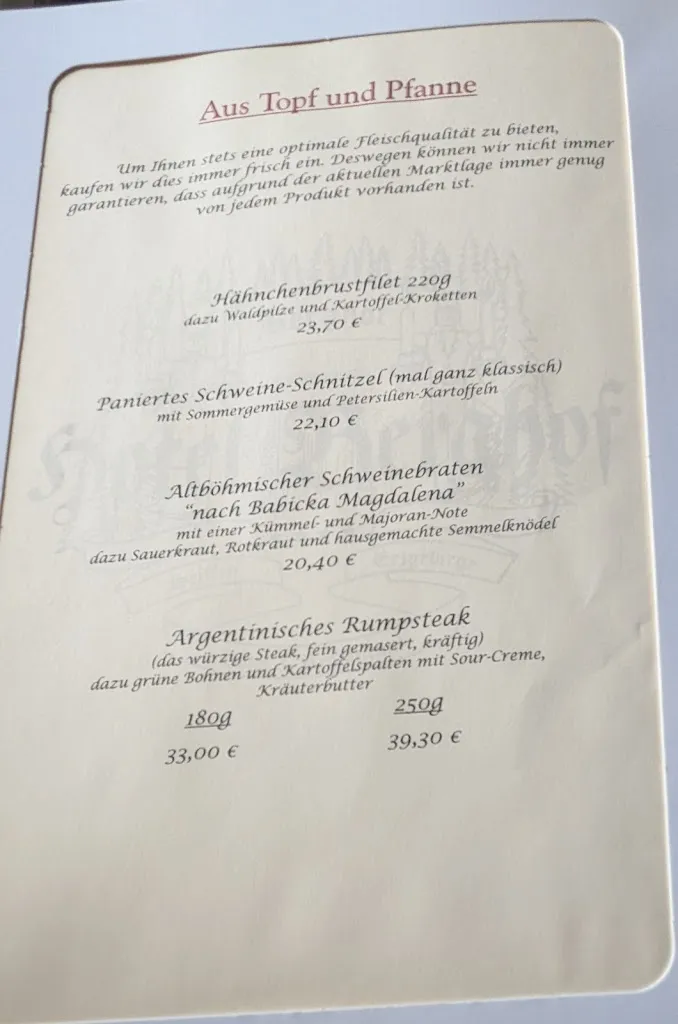 Aus Topf und Pfanne
Um Ihnen stets eine optimale Fleischqualität zu bieten,
kaufen wir dies immer frisch ein. Deswegen können wir nicht immer
garantieren, dass aufgrund der aktuellen Marktlage immer genug
von jedem Produkt vorhanden ist.
Hähnchenbrustfilet 220g
dazu Waldpilze und Kartoffel-Kroketten
23,70 €
Paniertes Schweine-Schnitzel (mal ganz klassisch)
mit Sommergemüse und Petersilien-Kartoffeln
22,10 €
Hotel Berghof
Altböhmischer Schweinebraten
"nach Babicka Magdalena"
mit einer Kümmel- und Majoran-Note
dazu Sauerkraut, Rotkraut und hausgemachte Semmelknödel
20,40 €
Argentinisches Rumpsteak
(das würzige Steak, fein gemasert, kräftig)
dazu grüne Bohnen und Kartoffelspalten mit Sour-Creme,
Kräuterbutter
180g 250g
33,00 € 39,30 €